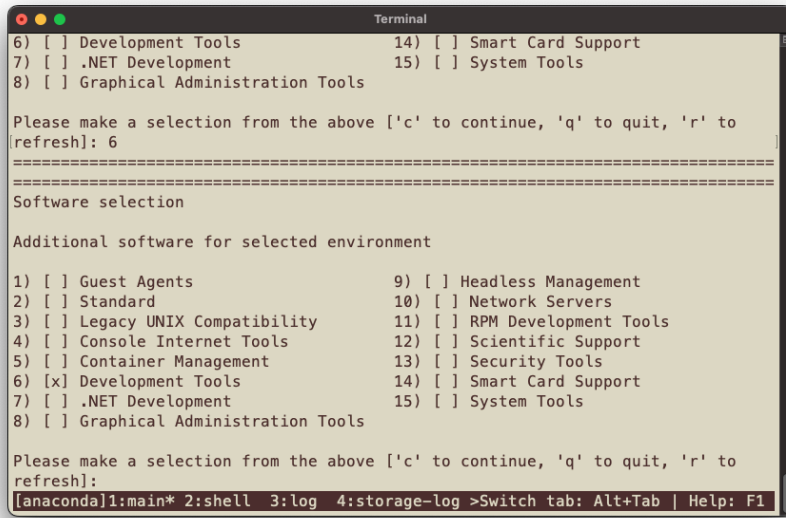 Terminal
6) [ ] Development Tools                14) [ ] Smart Card Support
7) [ ] .NET Development                 15) [ ] System Tools
8) [ ] Graphical Administration Tools
Please make a selection from the above ['c' to continue, 'q' to quit, 'r' to
[refresh]: 6                                                                    ]
================================================================================
================================================================================
Software selection
Additional software for selected environment
1) [ ] Guest Agents                     9) [ ] Headless Management
2) [ ] Standard                         10) [ ] Network Servers
3) [ ] Legacy UNIX Compatibility        11) [ ] RPM Development Tools
4) [ ] Console Internet Tools           12) [ ] Scientific Support
5) [ ] Container Management             13) [ ] Security Tools
6) [x] Development Tools                14) [ ] Smart Card Support
7) [ ] .NET Development                 15) [ ] System Tools
8) [ ] Graphical Administration Tools
Please make a selection from the above ['c' to continue, 'q' to quit, 'r' to
refresh]:
[anaconda]1:main* 2:shell  3:log  4:storage-log >Switch tab: Alt+Tab | Help: F1